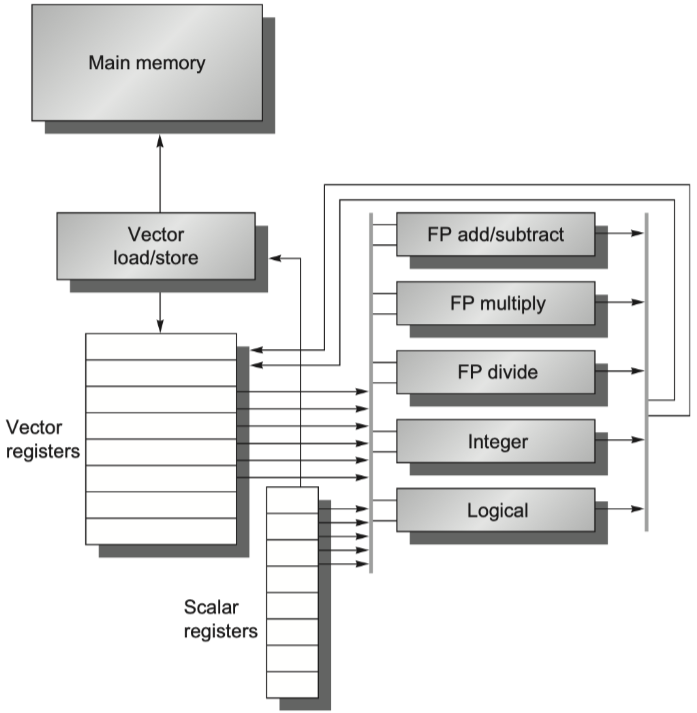 Main memory
Vector
load/store
FP add/subtract
FP multiply
FP divide
Integer
Logical
Vector
registers
Scalar
registers